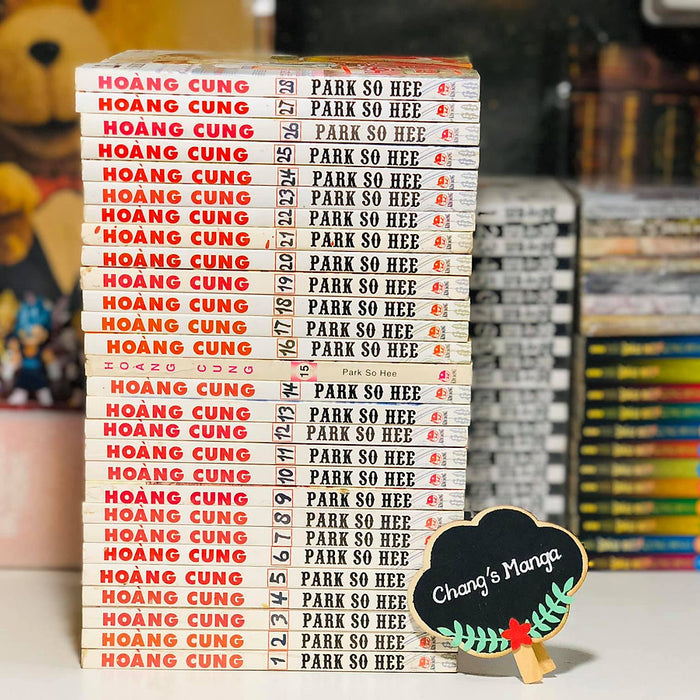 HOÀNG CUNG 28 PARK SO HEE
HOÀNG CUNG 27 PARK SO HEE
HOÀNG CUNG 26 PARK SO HEE
HOÀNG CUNG 25 PARK SO HEE
HOÀNG CUNG 24 PARK SO HEE
HOÀNG CUNG 23 PARK SO HEE
HOÀNG CUNG 22 PARK SO HEE
HOÀNG CUNG 21 PARK SO HEE
HOÀNG CUNG 20 PARK SO HEE
HOÀNG CUNG 19 PARK SO HEE
HOÀNG CUNG 18 PARK SO HEE
HOÀNG CUNG 17 PARK SO HEE
HOÀNG CUNG 16 PARK SO HEE
HOÀNG CUNG 15 Park So Hee
HOÀNG CUNG 14 PARK SO HEE
HOÀNG CUNG 13 PARK SO HEE
HOÀNG CUNG 12 PARK SO HEE
HOÀNG CUNG 11 PARK SO HEE
HOÀNG CUNG 10 PARK SO HEE
HOÀNG CUNG 9 PARK SO HEE
HOÀNG CUNG 8 PARK SO HEE
HOÀNG CUNG 7 PARK SO HEE
HOÀNG CUNG 6 PARK SO HEE
HOÀNG CUNG 5 PARK SO HEE
HOÀNG CUNG 4 PARK SO HEE
HOÀNG CUNG 3 PARK SO HEE
HOÀNG CUNG 2 PARK SO HEE
HOÀNG CUNG 1 PARK SO HEE
Chang's Manga